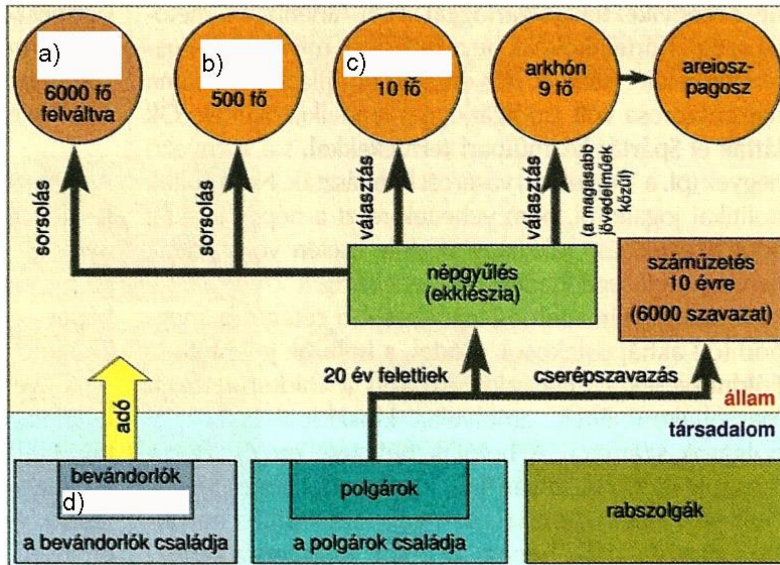 a)
6000 fő
felváltva
b)
500 fő
c)
10 fő
arkhón
9 fő
areiosz-
pagosz
sorsolás
sorsolás
választás
választás
(a magasabb
jövedelműek
közül)
népgyűlés
(ekklészia)
száműzetés
10 évre
(6000 szavazat)
20 év felettiek
cserépszavazás
állam
társadalom
adó
bevándorlók
d)
a bevándorlók családja
polgárok
a polgárok családja
rabszolgák